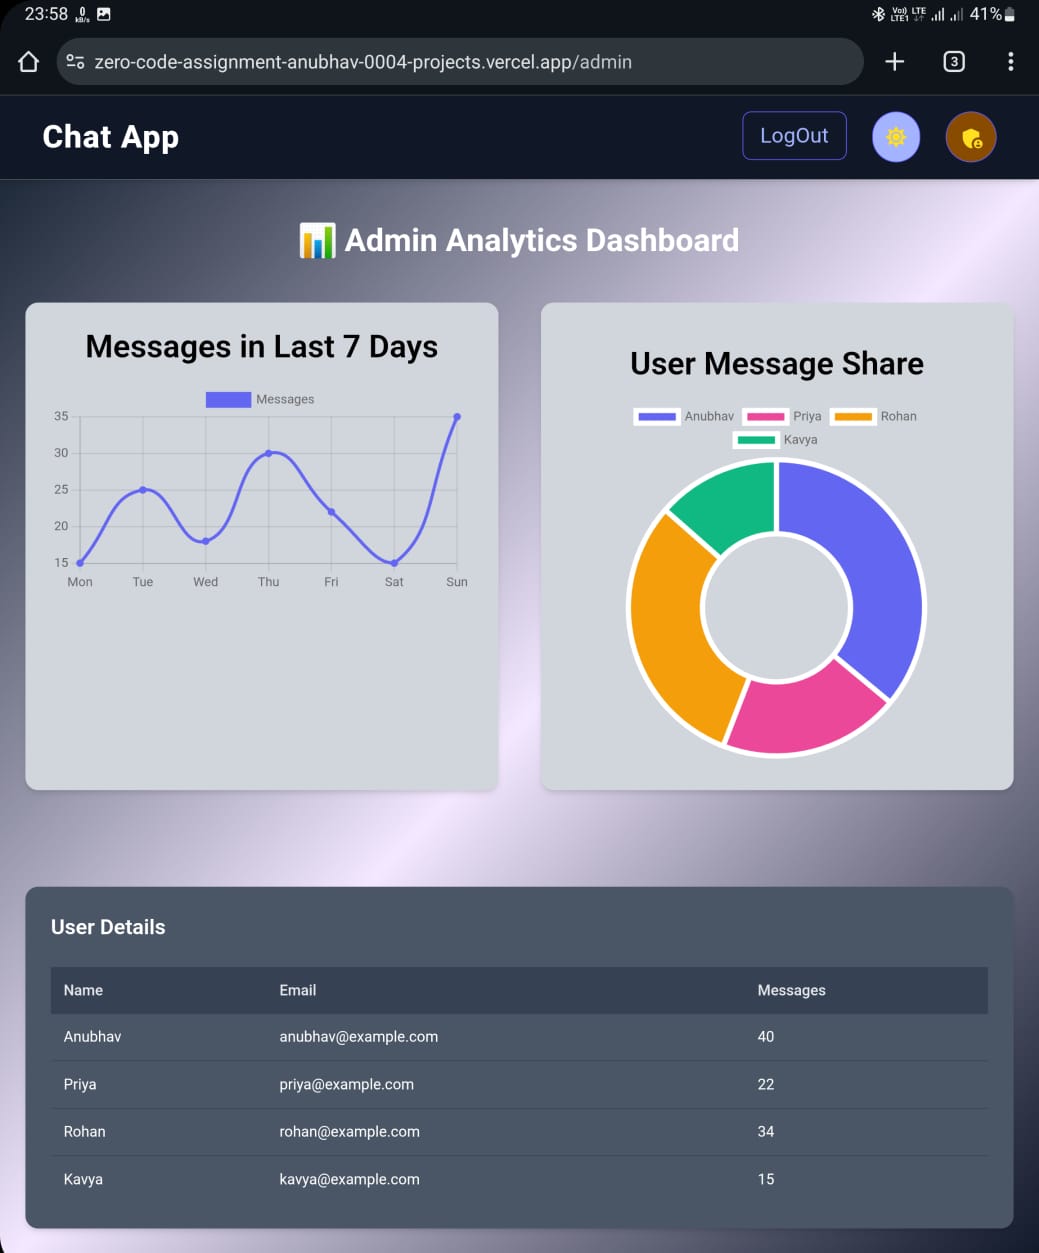 23:58 0 kB/s Vo) LTE LTE1 41%
zero-code-assignment-anubhav-0004-projects.vercel.app/admin 3
Chat App LogOut
📊 Admin Analytics Dashboard
Messages in Last 7 Days
Messages
35
30
25
20
15
Mon Tue Wed Thu Fri Sat Sun
User Message Share
Anubhav Priya Rohan
Kavya
User Details
Name Email Messages
Anubhav anubhav@example.com 40
Priya priya@example.com 22
Rohan rohan@example.com 34
Kavya kavya@example.com 15